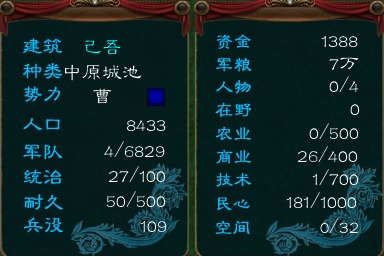 建筑 己吾
种类 中原城池
势力 曹
人口 8433
军队 4/6829
统治 27/100
耐久 50/500
兵役 109
资金 1388
军粮 7万
人物 0/4
在野 0
农业 0/500
商业 26/400
技术 1/700
民心 181/1000
空间 0/32